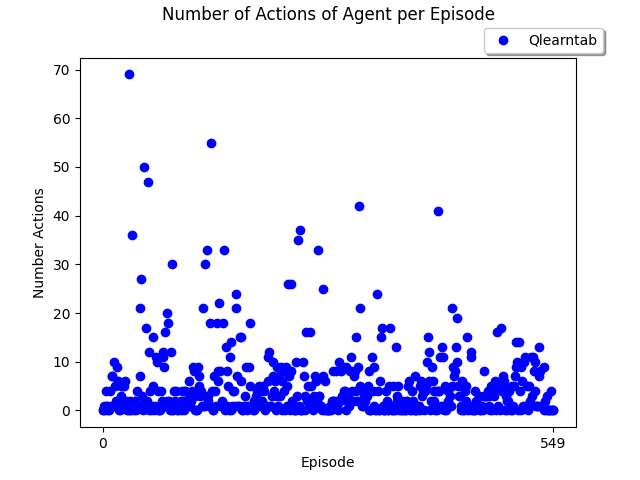 Number of Actions of Agent per Episode
Qlearntab
70
60
50
40
30
20
10
0
Number Actions
0 549
Episode